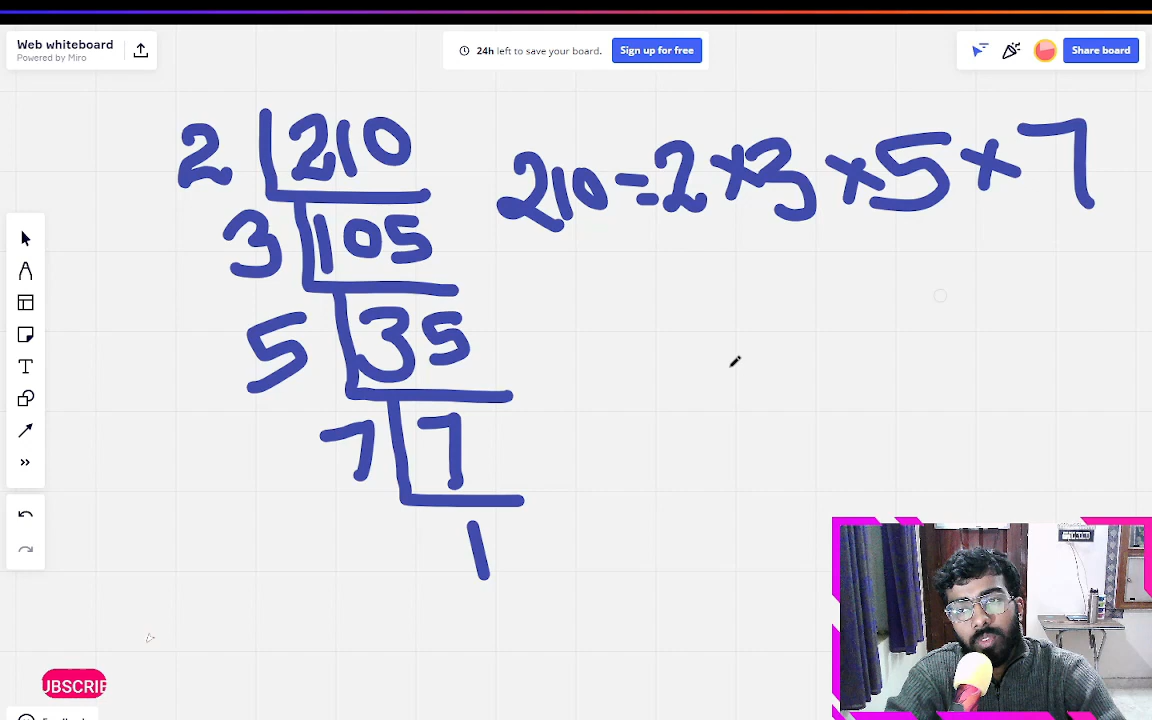 Web whiteboard
Powered by Miro
24h left to save your board.
Sign up for free
Share board
2 210
3 105
5 35
7 7
1
210=2×3×5×7
T
UBSCRIE